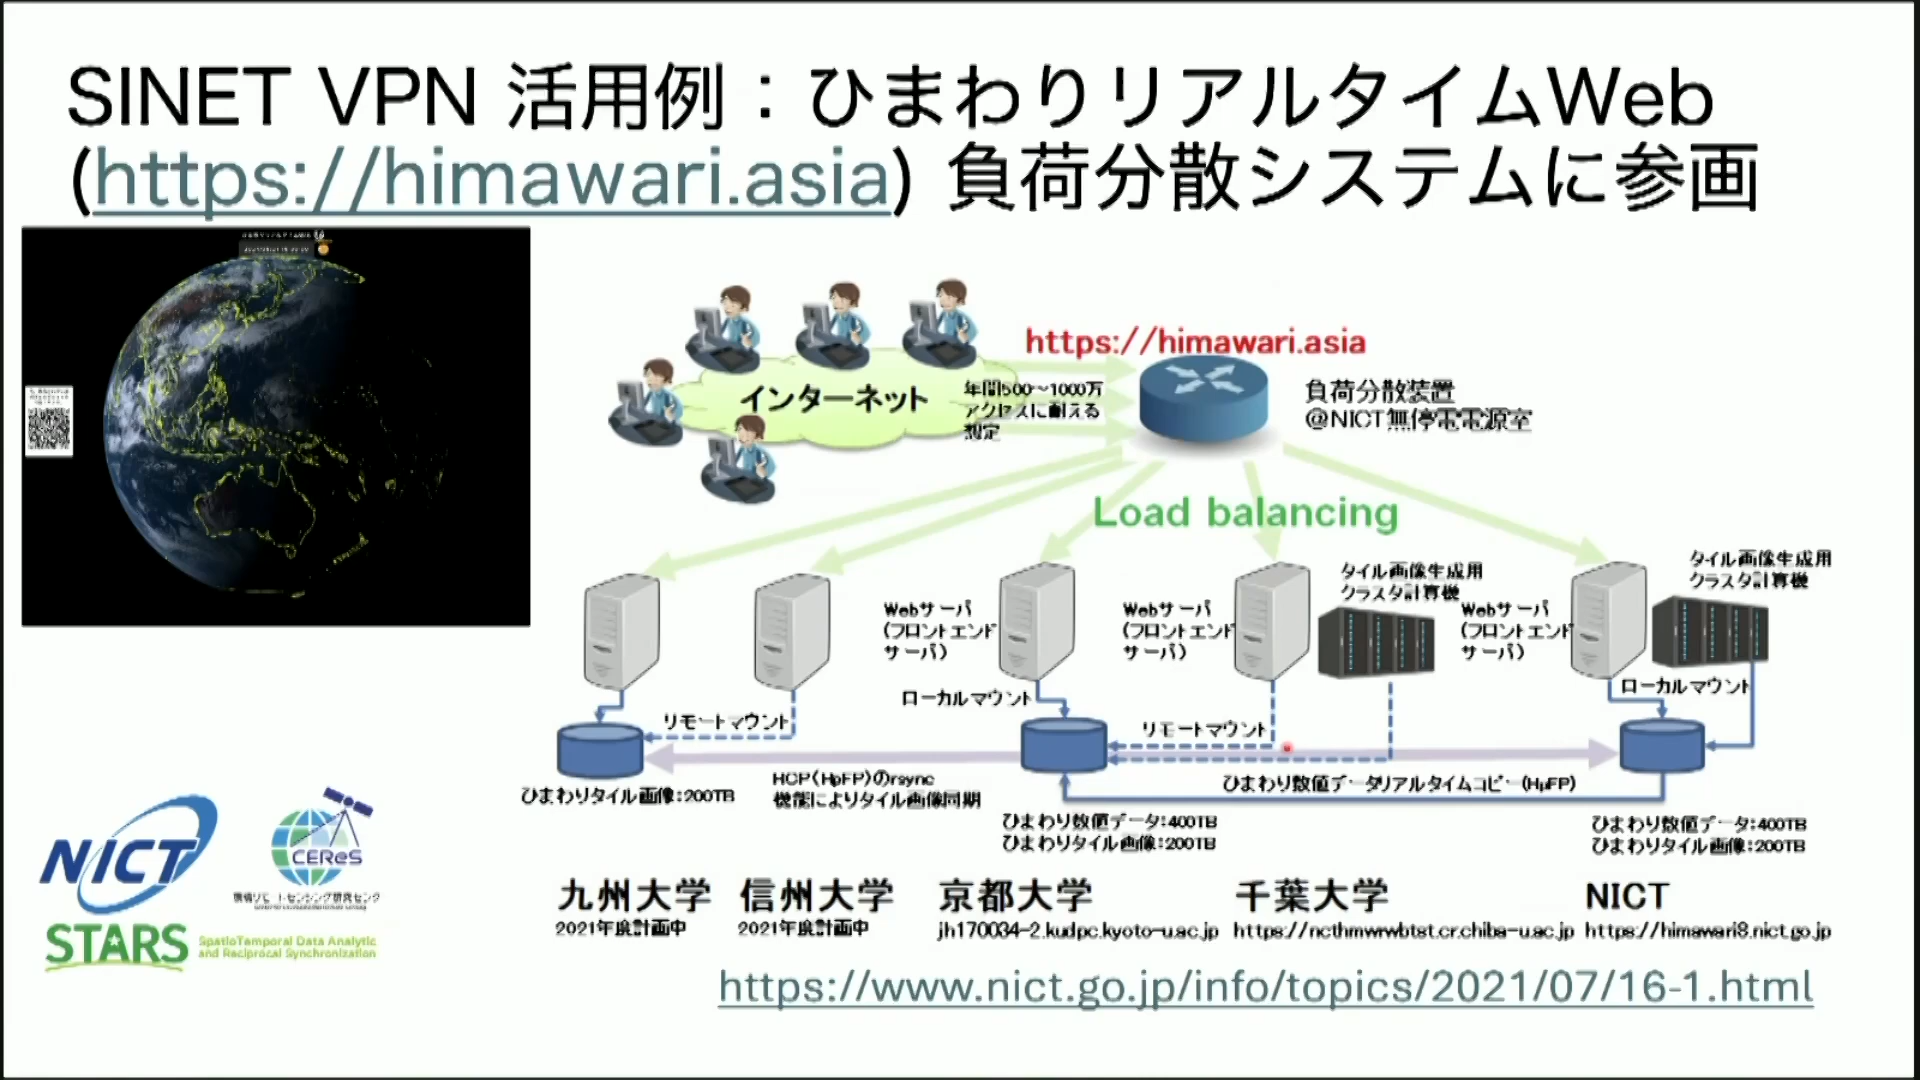 SINET VPN 活用例：ひまわりリアルタイムWeb
(https://himawari.asia) 負荷分散システムに参画
https://himawari.asia
インターネット
年間500～1000万
アクセスに耐える
想定
負荷分散装置
@NICT無停電電源室
Load balancing
タイル画像生成用
クラスタ計算機
タイル画像生成用
クラスタ計算機
Webサーバ
(フロントエンド
サーバ)
Webサーバ
(フロントエンド
サーバ)
Webサーバ
(フロントエンド
サーバ)
ローカルマウント
ローカルマウント
リモートマウント
リモートマウント
ひまわりタイル画像:200TB
HCP(HpFP)のrsync
機能によりタイル画像同期
ひまわり数値データリアルタイムコピー(HpFP)
ひまわり数値データ:400TB
ひまわりタイル画像:200TB
ひまわり数値データ:400TB
ひまわりタイル画像:200TB
NICT
CEReS
環境リモートセンシング研究センター
STARS
SpatioTemporal Data Analytic
and Reciprocal Synchronization
九州大学
2021年度計画中
信州大学
2021年度計画中
京都大学
jh170034-2.kudpc.kyoto-u.ac.jp
千葉大学
https://ncthmwrwbtst.cr.chiba-u.ac.jp
NICT
https://himawari8.nict.go.jp
https://www.nict.go.jp/info/topics/2021/07/16-1.html